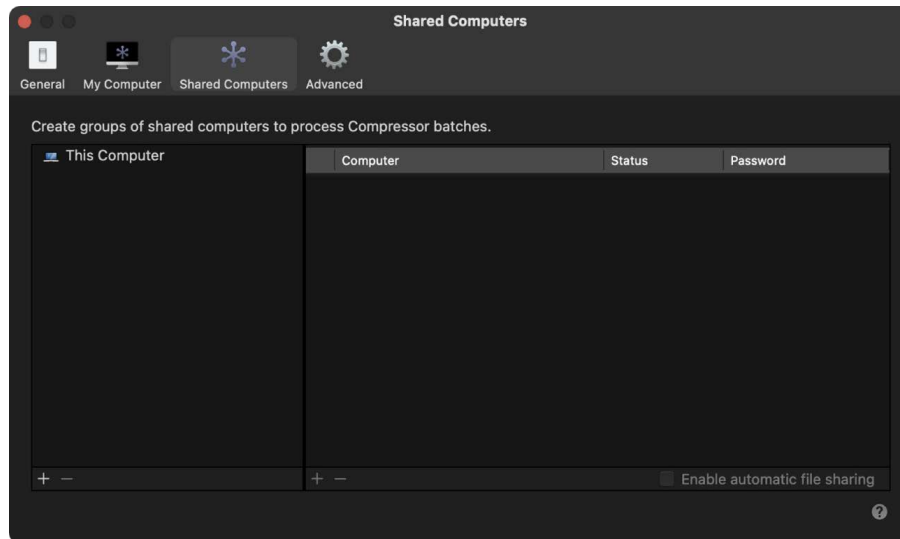 Shared Computers
General My Computer Shared Computers Advanced
Create groups of shared computers to process Compressor batches.
This Computer
Computer Status Password
+ − + − Enable automatic file sharing
?